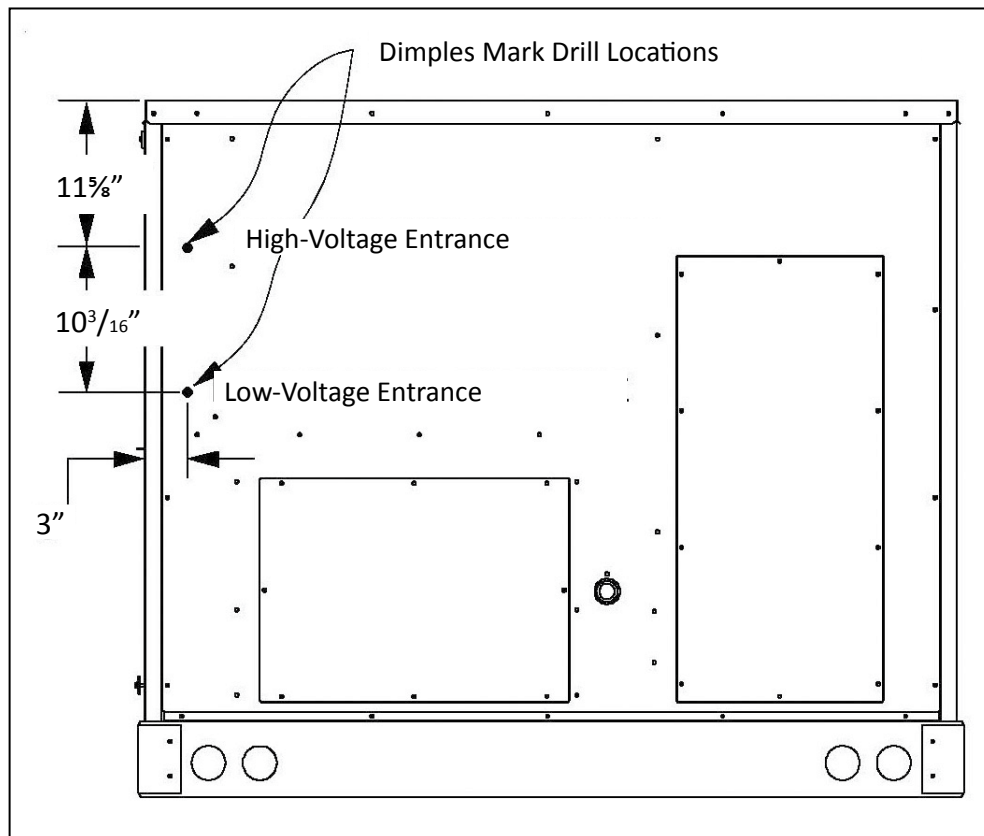 Dimples Mark Drill Locations
11⅝”
High-Voltage Entrance
10³/₁₆”
Low-Voltage Entrance
3”